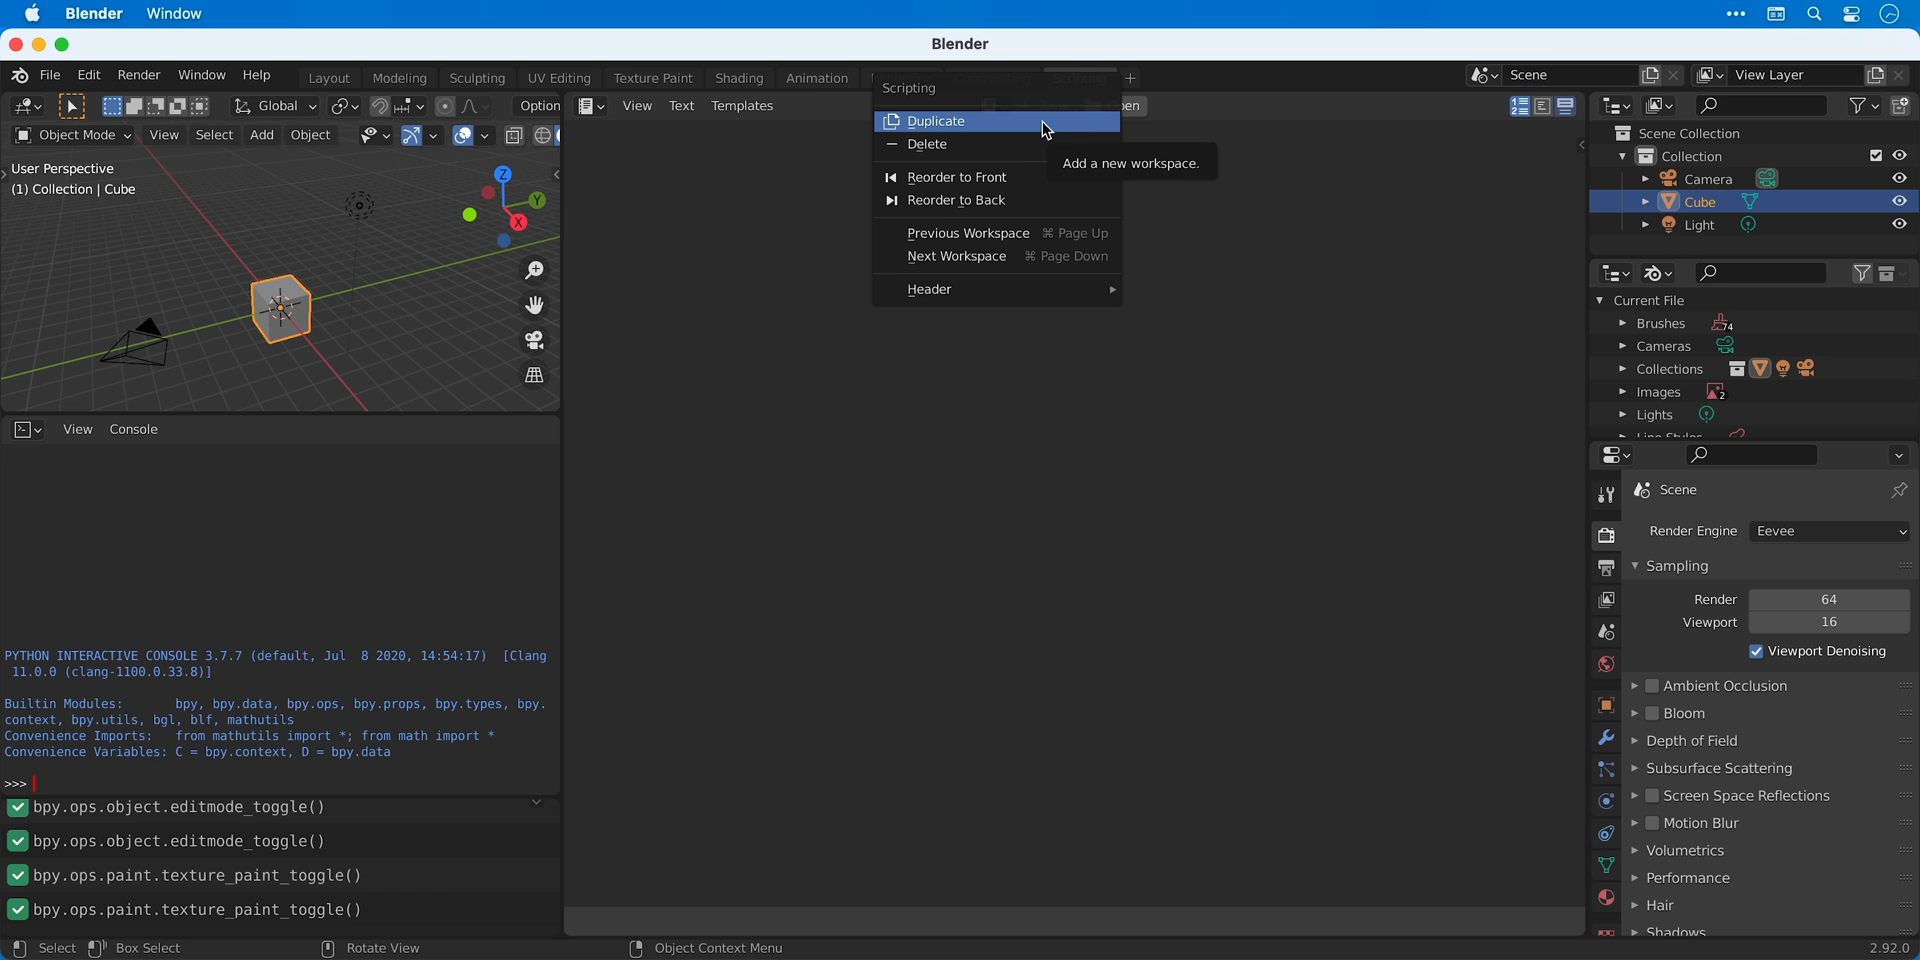 Blender Window
Blender
File Edit Render Window Help Layout Modeling Sculpting UV Editing Texture Paint Shading Animation Scene View Layer
Global Option View Text Templates
Object Mode View Select Add Object
User Perspective
(1) Collection | Cube
Z
Y
X
Scripting
Duplicate
Delete
Add a new workspace.
Reorder to Front
Reorder to Back
Previous Workspace ⌘ Page Up
Next Workspace ⌘ Page Down
Header
Scene Collection
Collection
Camera
Cube
Light
Current File
Brushes 74
Cameras
Collections
Images 2
Lights
Line Styles
View Console
PYTHON INTERACTIVE CONSOLE 3.7.7 (default, Jul  8 2020, 14:54:17)  [Clang
11.0.0 (clang-1100.0.33.8)]
Builtin Modules:      bpy, bpy.data, bpy.ops, bpy.props, bpy.types, bpy.
context, bpy.utils, bgl, blf, mathutils
Convenience Imports:   from mathutils import *; from math import *
Convenience Variables: C = bpy.context, D = bpy.data
>>>
bpy.ops.object.editmode_toggle()
bpy.ops.object.editmode_toggle()
bpy.ops.paint.texture_paint_toggle()
bpy.ops.paint.texture_paint_toggle()
Scene
Render Engine Eevee
Sampling
Render 64
Viewport 16
Viewport Denoising
Ambient Occlusion
Bloom
Depth of Field
Subsurface Scattering
Screen Space Reflections
Motion Blur
Volumetrics
Performance
Hair
Shadows
Select Box Select Rotate View Object Context Menu 2.92.0